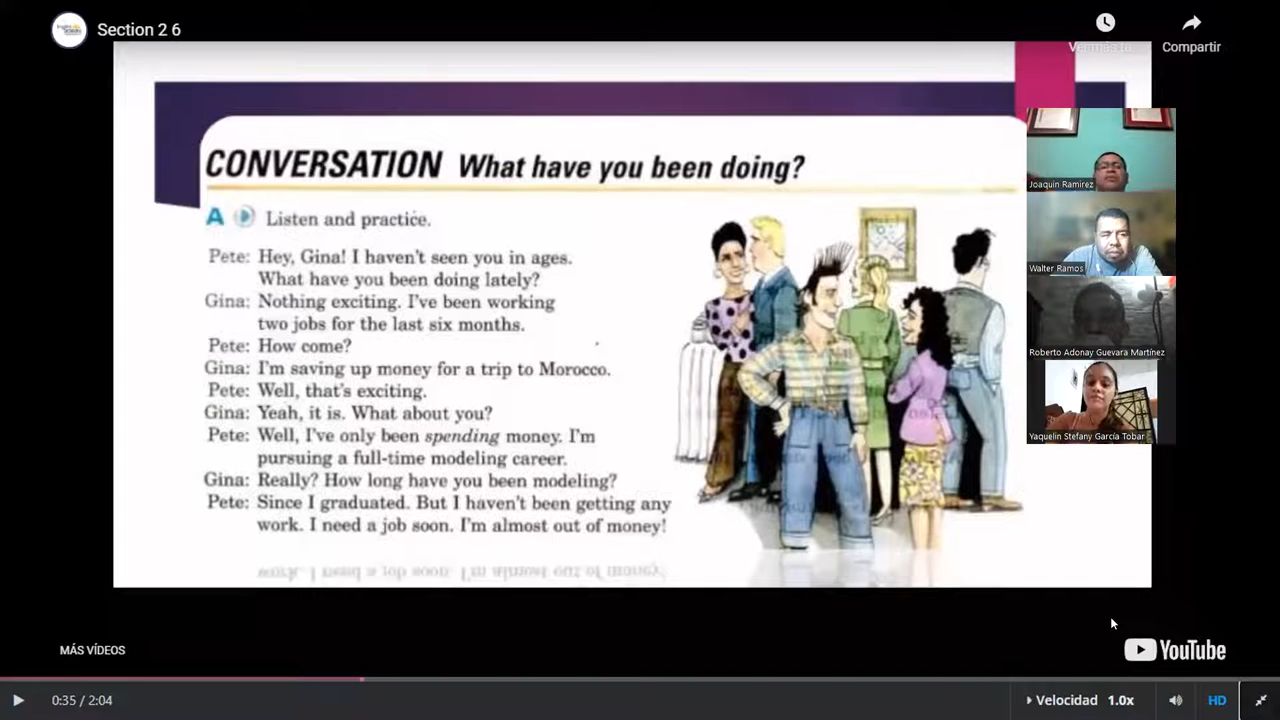 Section 2 6
Compartir
CONVERSATION What have you been doing?
A Listen and practice.
Pete: Hey, Gina! I haven't seen you in ages.
What have you been doing lately?
Gina: Nothing exciting. I've been working
two jobs for the last six months.
Pete: How come?
Gina: I'm saving up money for a trip to Morocco.
Pete: Well, that's exciting.
Gina: Yeah, it is. What about you?
Pete: Well, I've only been spending money. I'm
pursuing a full-time modeling career.
Gina: Really? How long have you been modeling?
Pete: Since I graduated. But I haven't been getting any
work. I need a job soon. I'm almost out of money!
Joaquin Ramirez
Walter Ramos
Roberto Adonay Guevara Martínez
Yaquelin Stefany García Tobar
MÁS VÍDEOS
YouTube
0:35 / 2:04
Velocidad 1.0x
HD